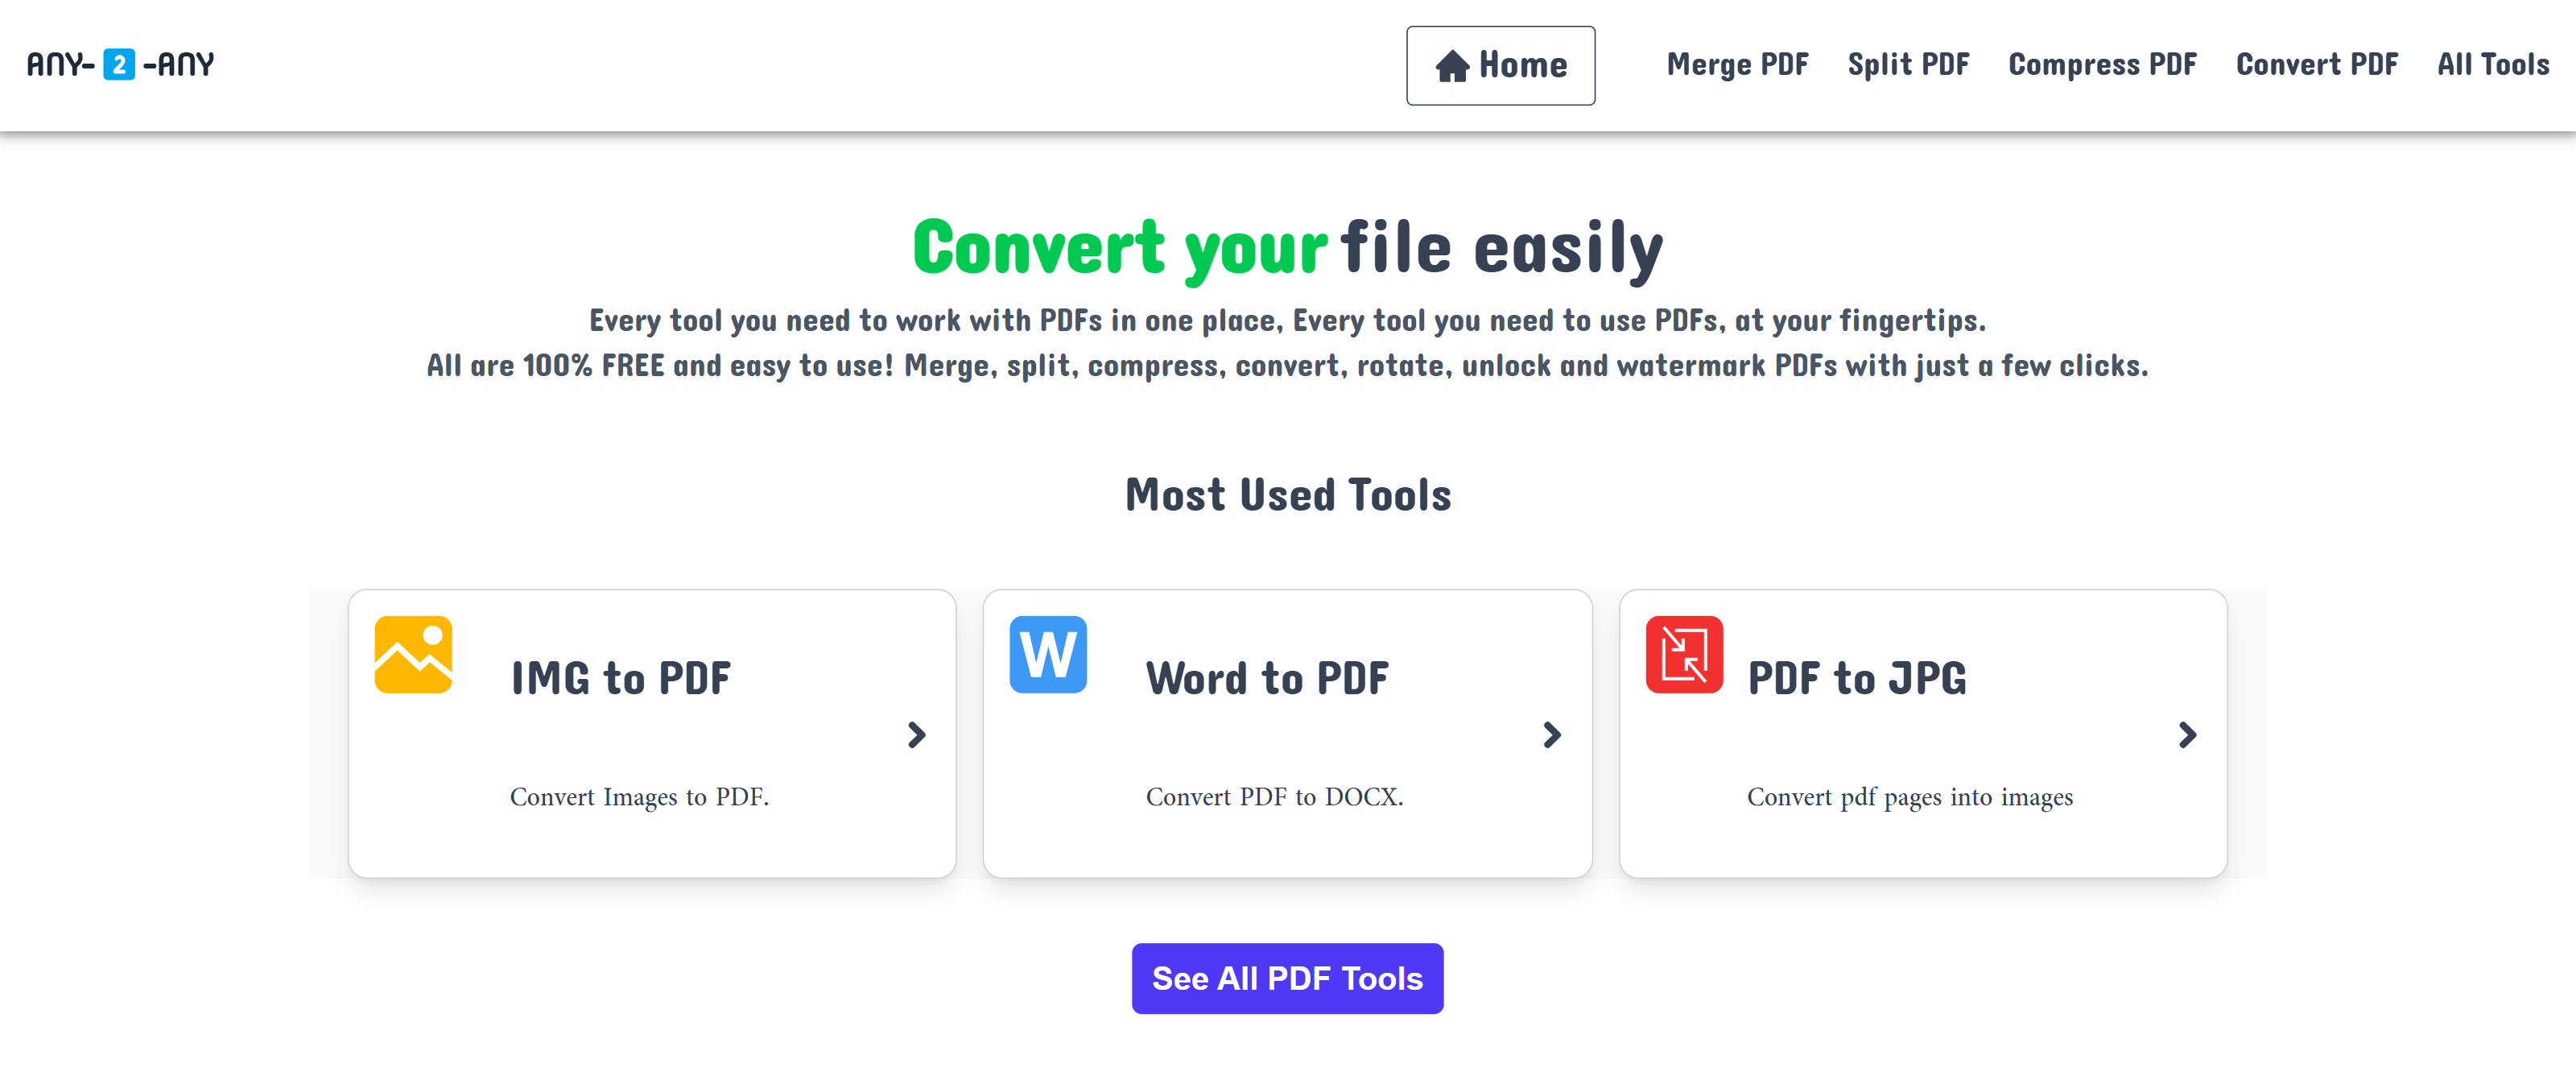 ANY- 2 -ANY
Home
Merge PDF
Split PDF
Compress PDF
Convert PDF
All Tools
Convert your file easily
Every tool you need to work with PDFs in one place, Every tool you need to use PDFs, at your fingertips.
All are 100% FREE and easy to use! Merge, split, compress, convert, rotate, unlock and watermark PDFs with just a few clicks.
Most Used Tools
IMG to PDF
Convert Images to PDF.
W
Word to PDF
Convert PDF to DOCX.
PDF to JPG
Convert pdf pages into images
See All PDF Tools